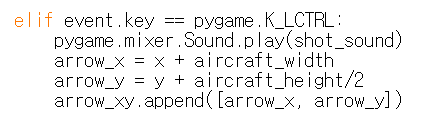 elif event.key == pygame.K_LCTRL:
    pygame.mixer.Sound.play(shot_sound)
    arrow_x = x + aircraft_width
    arrow_y = y + aircraft_height/2
    arrow_xy.append([arrow_x, arrow_y])